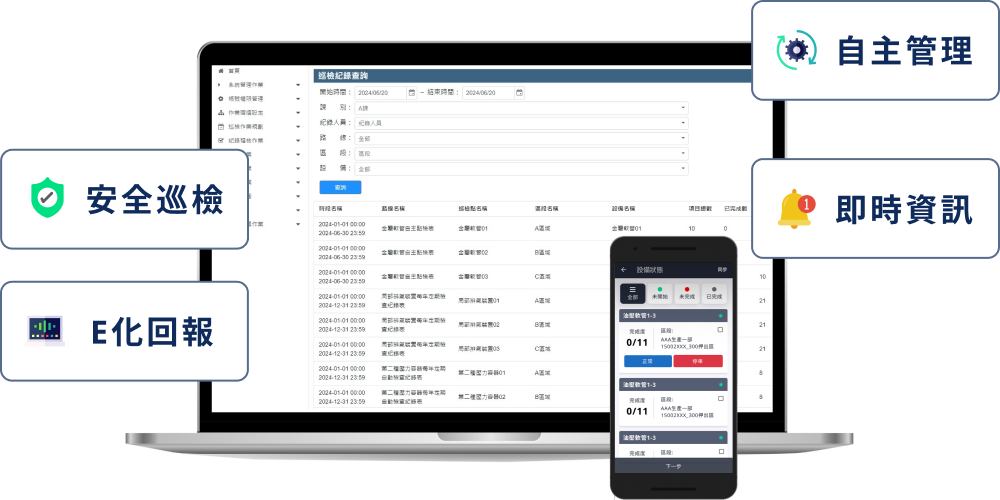 自主管理
即時資訊
安全巡檢
E化回報
首頁
系統管理作業
巡檢作業規劃
巡檢紀錄查詢
開始時間： 2024/06/20 ~ 結束時間： 2024/06/20
課 別： A課
紀錄人員： 紀錄人員
路 線： 全部
區 段： 區段
設 備： 全部
查詢
時段名稱 路線名稱 巡檢點名稱 區段名稱 設備名稱 項目總數 已完成數
2024-01-01 00:00
2024-06-30 23:59
金屬軟管自主點檢表 金屬軟管01 A區域 金屬軟管01 10 0
2024-01-01 00:00
2024-06-30 23:59
金屬軟管自主點檢表 金屬軟管02 B區域
2024-01-01 00:00
2024-06-30 23:59
金屬軟管自主點檢表 金屬軟管03 C區域 10
2024-01-01 00:00
2024-12-31 23:59
局部排氣裝置每年定期檢
查紀錄表
局部排氣裝置01 A區域 21
2024-01-01 00:00
2024-12-31 23:59
局部排氣裝置每年定期檢
查紀錄表
局部排氣裝置02 B區域 21
2024-01-01 00:00
2024-12-31 23:59
局部排氣裝置每年定期檢
查紀錄表
局部排氣裝置03 C區域 21
2024-01-01 00:00
2024-12-31 23:59
第二種壓力容器每年定期
自動檢查紀錄表
第二種壓力容器01 A區域 8
2024-01-01 00:00
2024-12-31 23:59
第二種壓力容器每年定期
自動檢查紀錄表
第二種壓力容器02 B區域 8
設備狀態 同步
全部 未開始 未完成 已完成
油壓軟管1-3
完成度 區段:
0/11 AAA生產一部
15002XXX_300押出區
正常 停車
油壓軟管1-3
完成度 區段:
0/11 AAA生產一部
15002XXX_300押出區
油壓軟管1-3
完成度 區段:
下一步